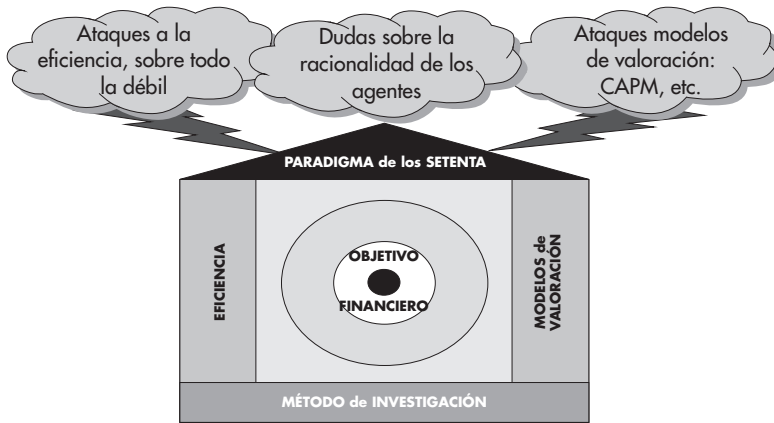 Ataques a la
eficiencia, sobre todo
la débil
Dudas sobre la
racionalidad de los
agentes
Ataques modelos
de valoración:
CAPM, etc.
PARADIGMA de los SETENTA
EFICIENCIA
OBJETIVO
FINANCIERO
MODELOS de
VALORACIÓN
MÉTODO de INVESTIGACIÓN